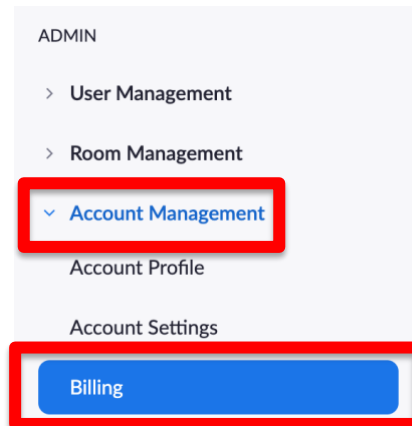 ADMIN
User Management
Room Management
Account Management
Account Profile
Account Settings
Billing